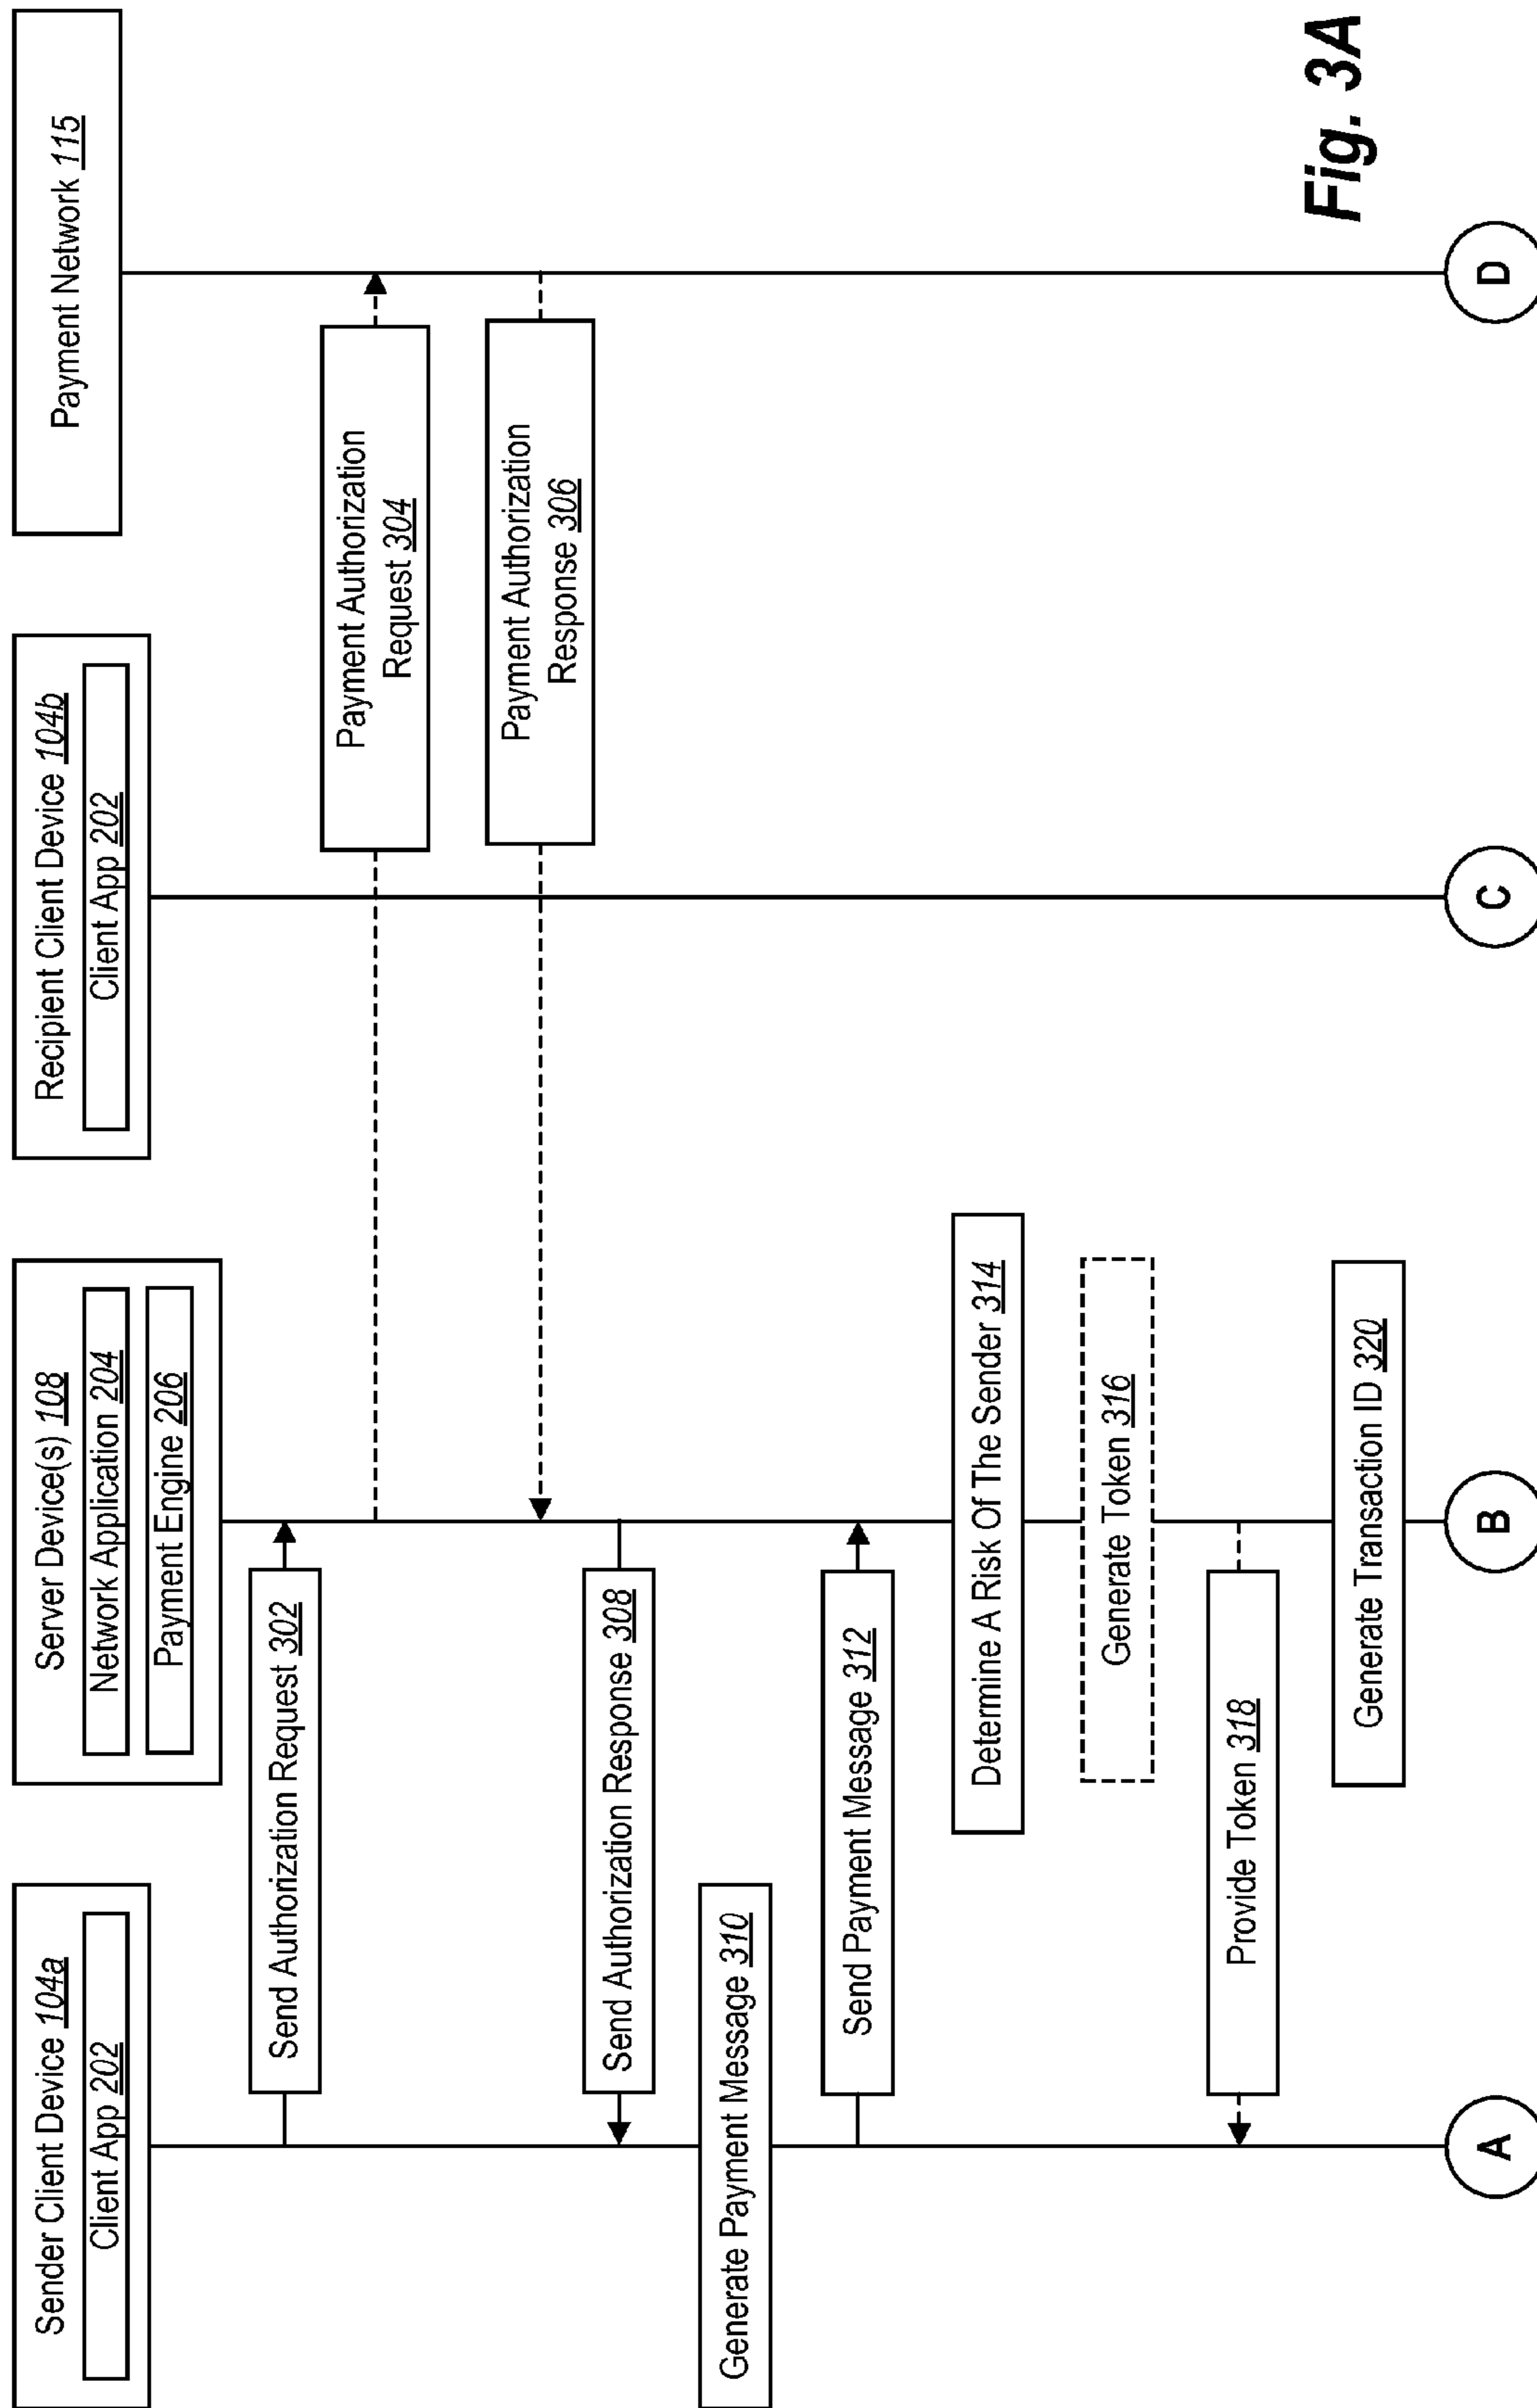 Sender Client Device 104a
Client App 202
Server Device(s) 108
Network Application 204
Payment Engine 206
Recipient Client Device 104b
Client App 202
Payment Network 115
Send Authorization Request 302
Payment Authorization
Request 304
Payment Authorization
Response 306
Send Authorization Response 308
Generate Payment Message 310
Send Payment Message 312
Determine A Risk Of The Sender 314
Generate Token 316
Provide Token 318
Generate Transaction ID 320
A
B
C
D
Fig. 3A